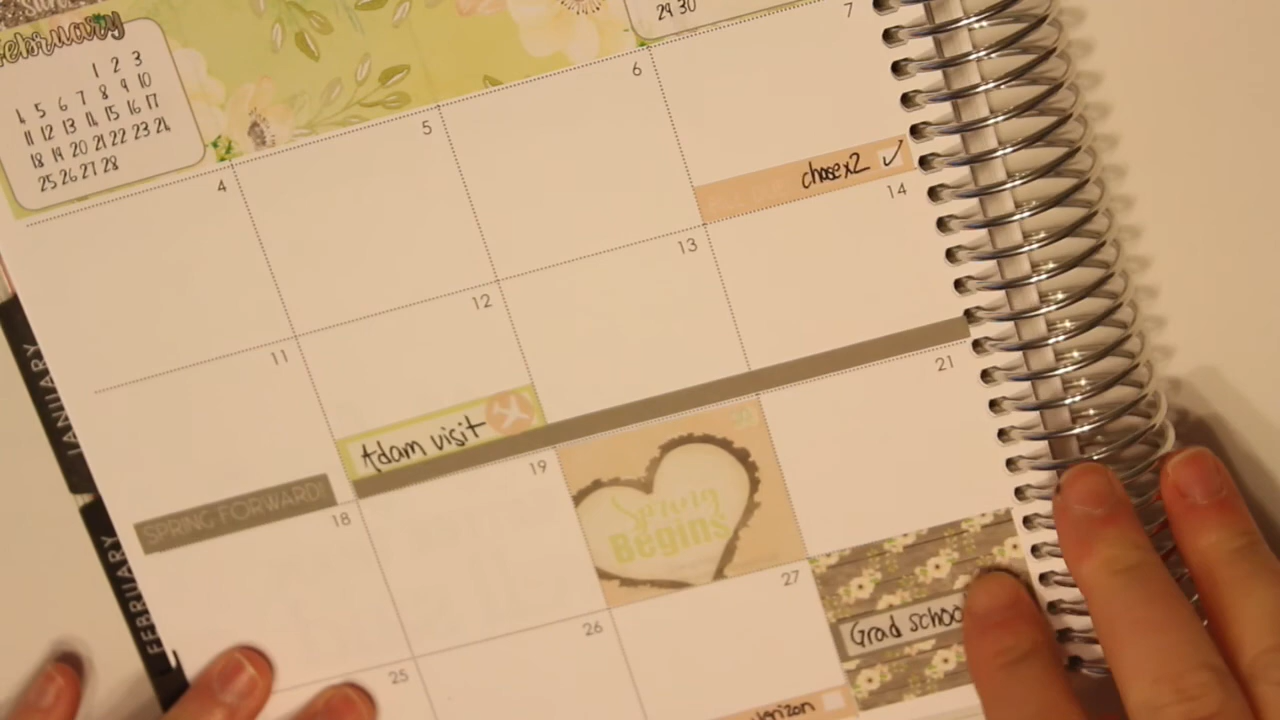 February
1 2 3
4 5 6 7 8 9 10
11 12 13 14 15 16 17
18 19 20 21 22 23 24
25 26 27 28
29 30
4
5
6
7
chase x2 ✓
11
12
13
14
SPRING FORWARD!
Adam visit
18
19
Spring
Begins
21
25
26
27
verizon
Grad schoo
JANUARY
FEBRUARY